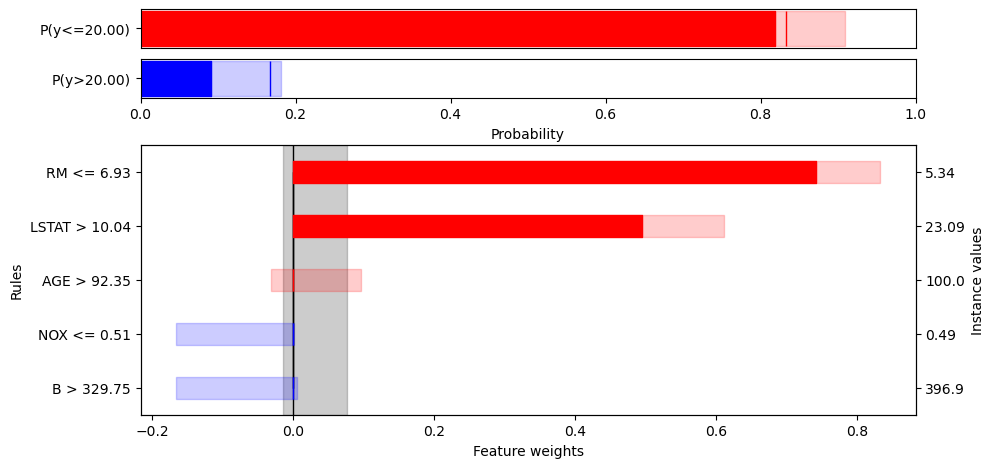 P(y<=20.00)
P(y>20.00)
0.0 0.2 0.4 0.6 0.8 1.0
Probability
RM <= 6.93 5.34
LSTAT > 10.04 23.09
AGE > 92.35 100.0
NOX <= 0.51 0.49
B > 329.75 396.9
Rules
Instance values
−0.2 0.0 0.2 0.4 0.6 0.8
Feature weights